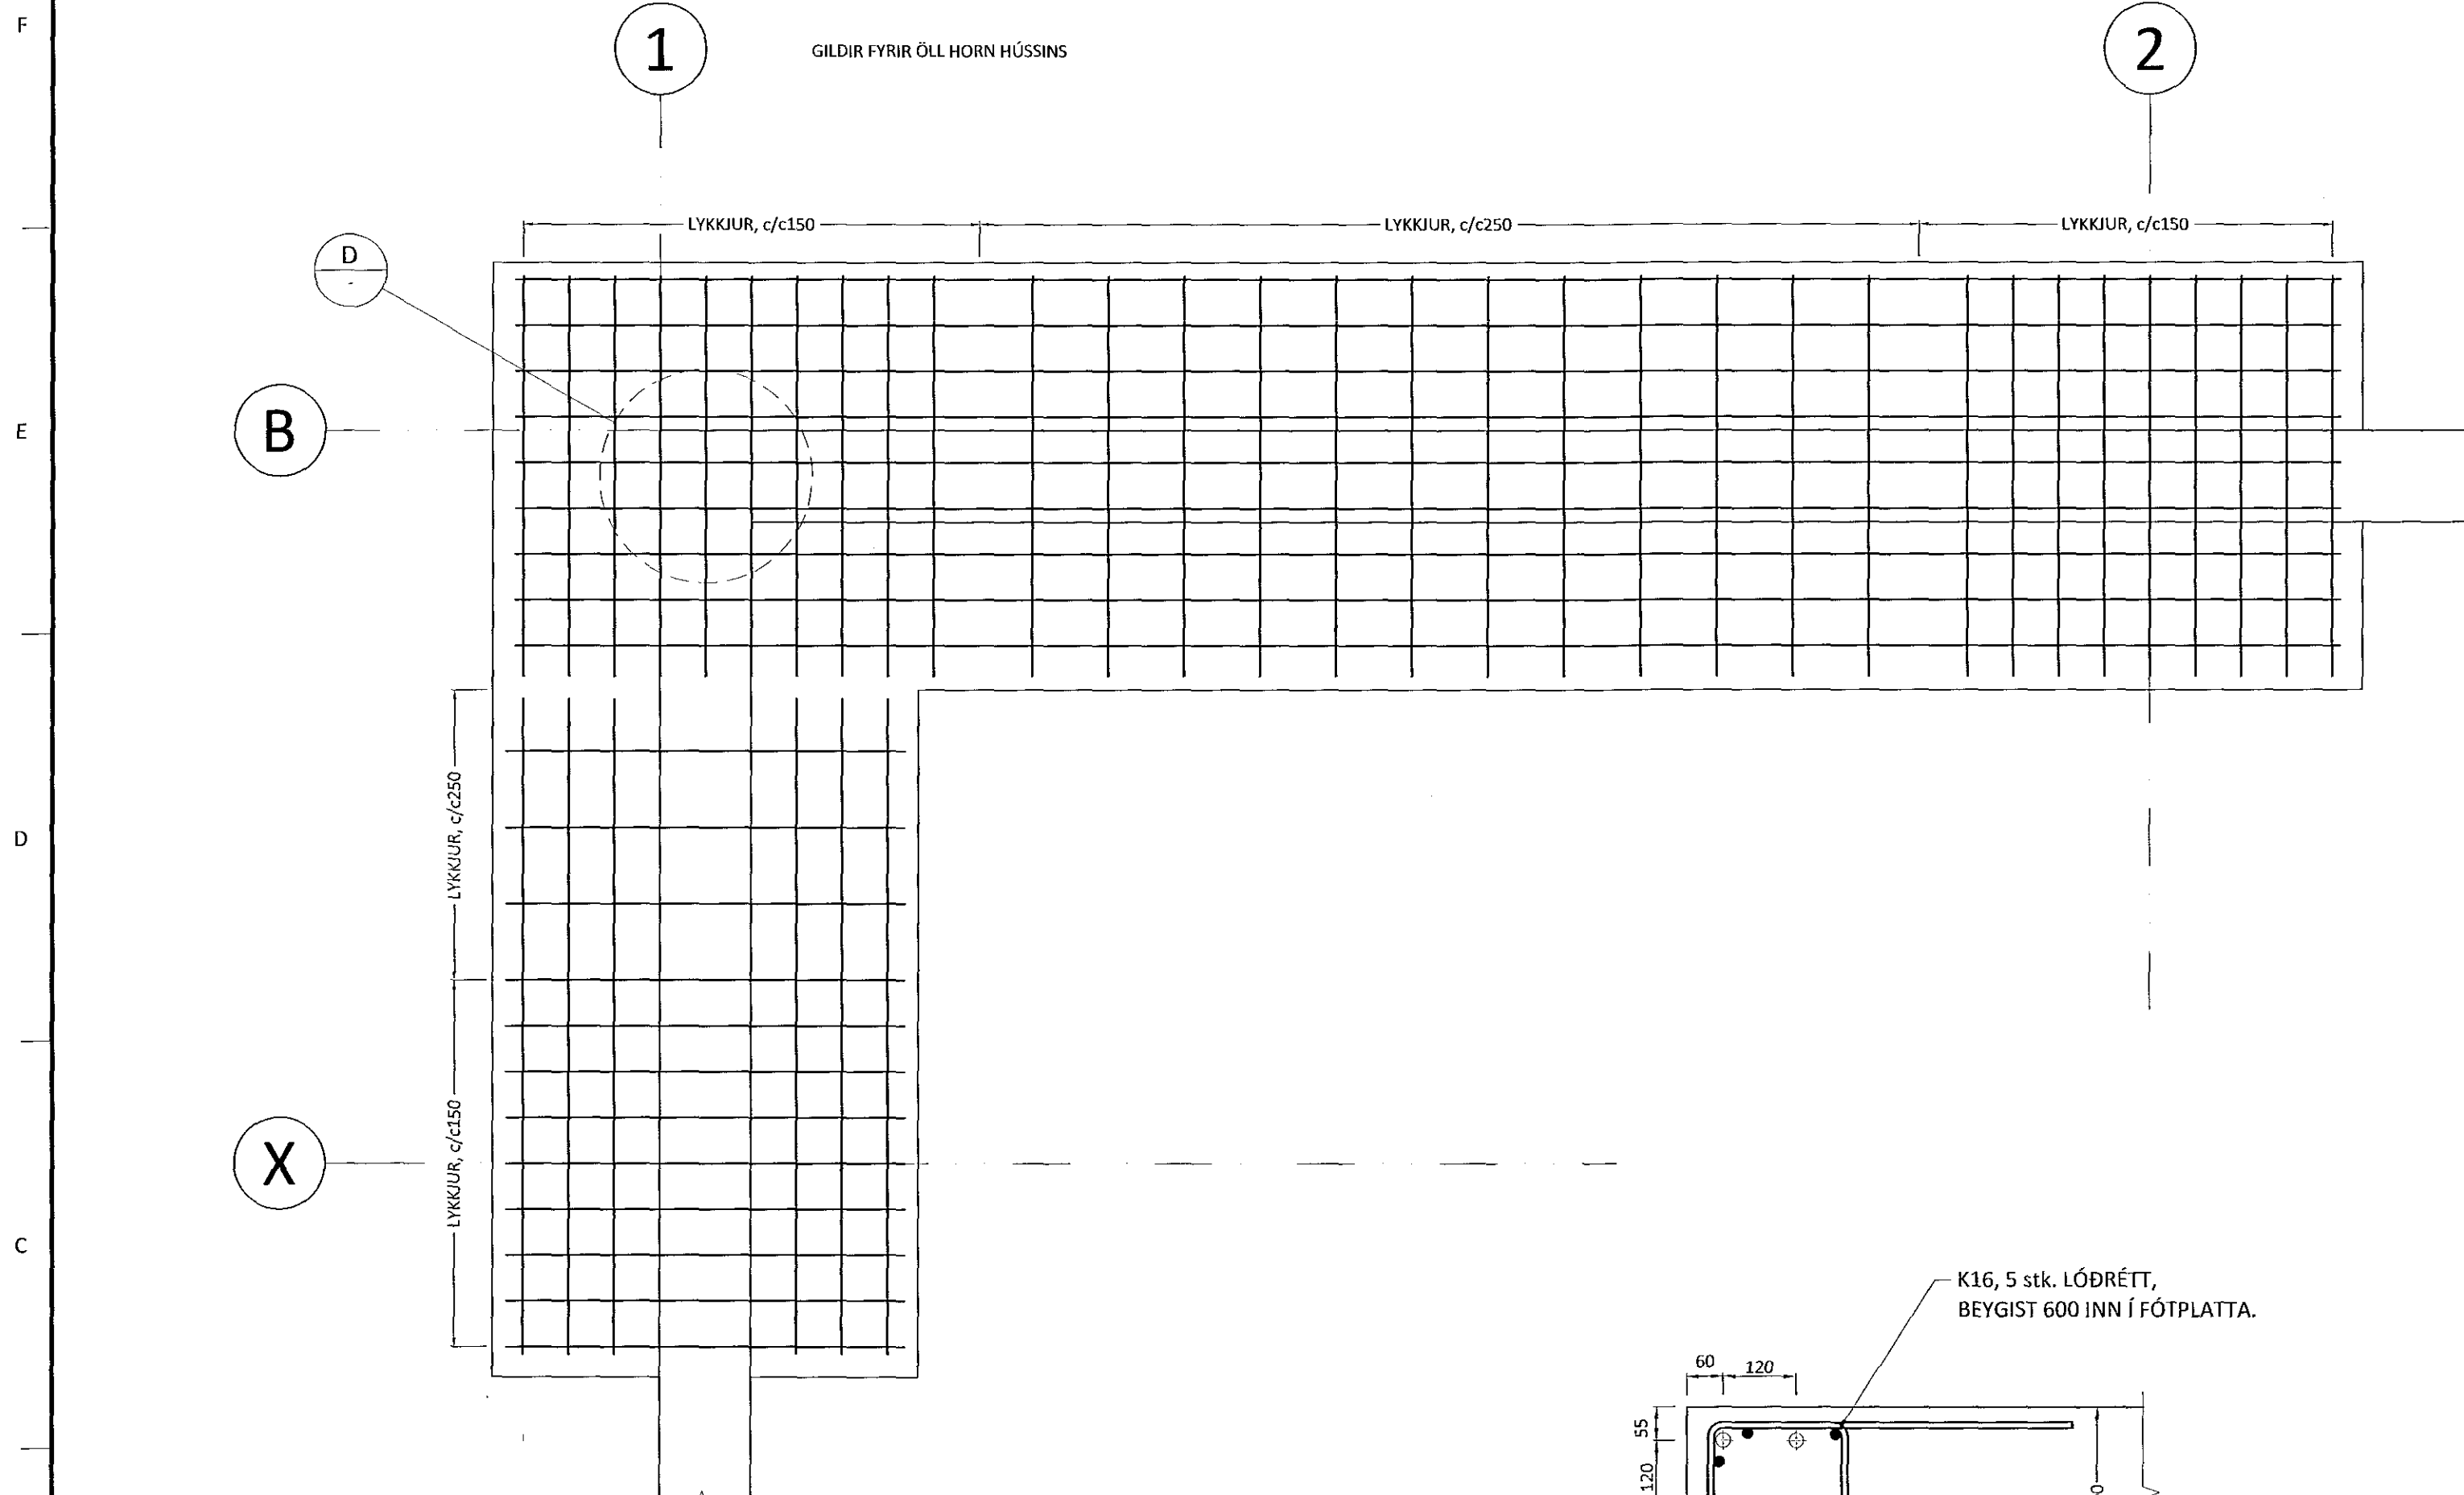 F
1
GILDIR FYRIR ÖLL HORN HÚSSINS
2
LYKKJUR, c/c150
LYKKJUR, c/c250
LYKKJUR, c/c150
D
-
E
B
LYKKJUR, c/c250
D
LYKKJUR, c/c150
X
C
K16, 5 stk. LÓÐRÉTT,
BEYGIST 600 INN Í FÓTPLATTA.
60
120
55
120